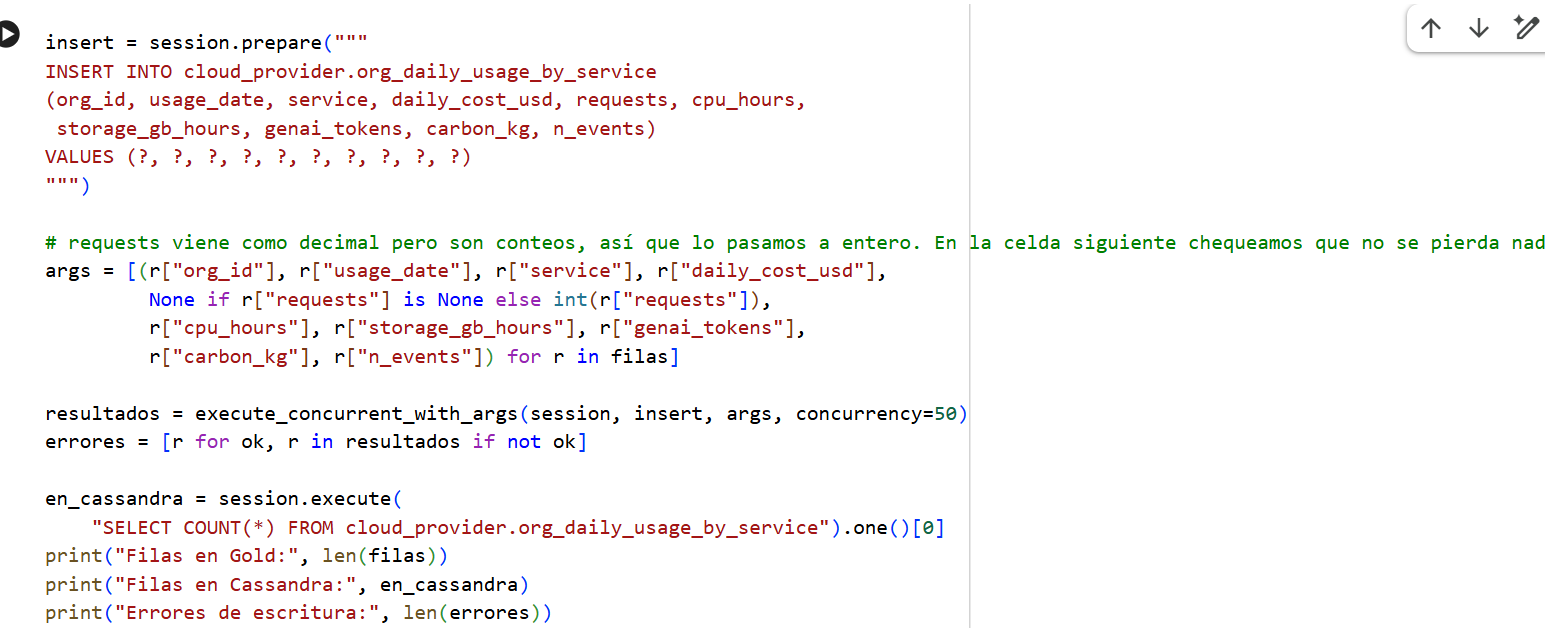 insert = session.prepare("""
INSERT INTO cloud_provider.org_daily_usage_by_service
(org_id, usage_date, service, daily_cost_usd, requests, cpu_hours,
 storage_gb_hours, genai_tokens, carbon_kg, n_events)
VALUES (?, ?, ?, ?, ?, ?, ?, ?, ?, ?)
""")
# requests viene como decimal pero son conteos, así que lo pasamos a entero. En la celda siguiente chequeamos que no se pierda nad
args = [(r["org_id"], r["usage_date"], r["service"], r["daily_cost_usd"],
         None if r["requests"] is None else int(r["requests"]),
         r["cpu_hours"], r["storage_gb_hours"], r["genai_tokens"],
         r["carbon_kg"], r["n_events"]) for r in filas]
resultados = execute_concurrent_with_args(session, insert, args, concurrency=50)
errores = [r for ok, r in resultados if not ok]
en_cassandra = session.execute(
    "SELECT COUNT(*) FROM cloud_provider.org_daily_usage_by_service").one()[0]
print("Filas en Gold:", len(filas))
print("Filas en Cassandra:", en_cassandra)
print("Errores de escritura:", len(errores))